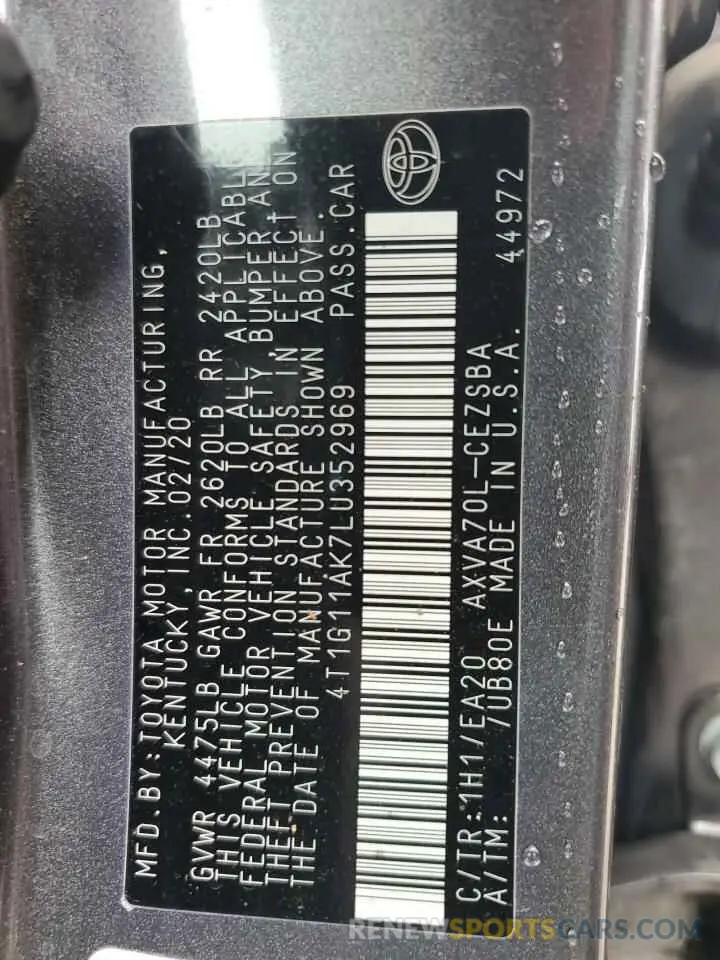 MFD. BY: TOYOTA MOTOR MANUFACTURING,
KENTUCKY, INC. 02/20
GVWR 4475LB GAWR FR 2620LB RR 2420LB
THIS VEHICLE CONFORMS TO ALL APPLICABLE
FEDERAL MOTOR VEHICLE SAFETY BUMPER AND
THEFT PREVENTION STANDARDS IN EFFECT ON
THE DATE OF MANUFACTURE SHOWN ABOVE.
4T1G11AK7LU352969 PASS.CAR
C/TR: 1H1/EA20 AXVA70L-CEZSBA 44972
A/TM: /UB80E MADE IN U.S.A.
RENEWSPORTSCARS.COM